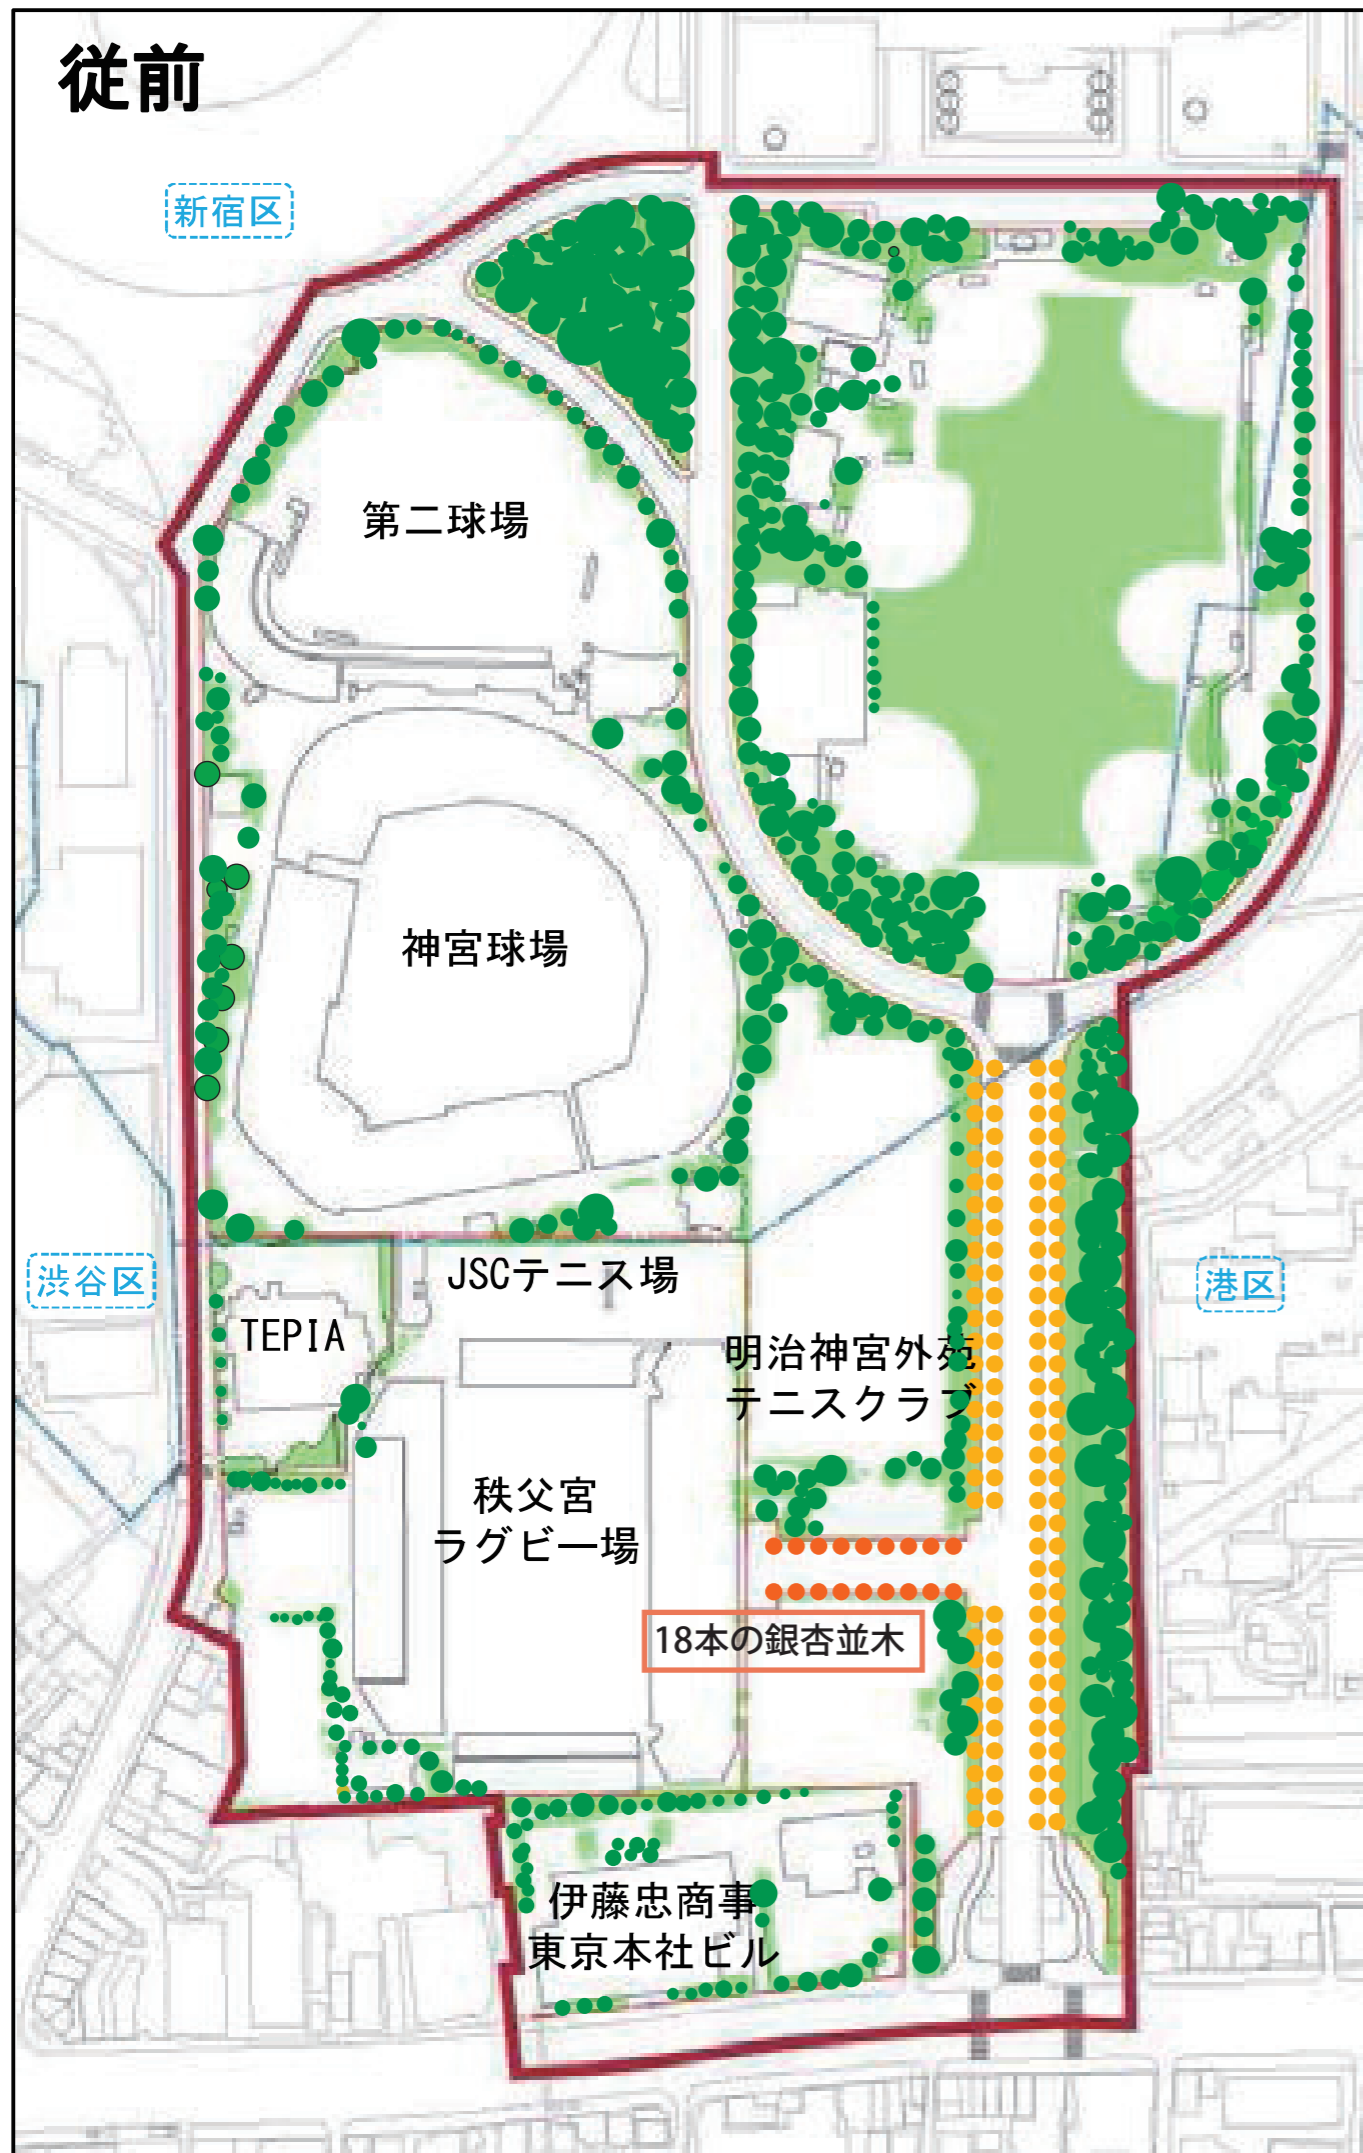 従前
新宿区
第二球場
神宮球場
渋谷区
JSCテニス場
港区
TEPIA
明治神宮外苑
テニスクラブ
秩父宮
ラグビー場
18本の銀杏並木
伊藤忠商事
東京本社ビル